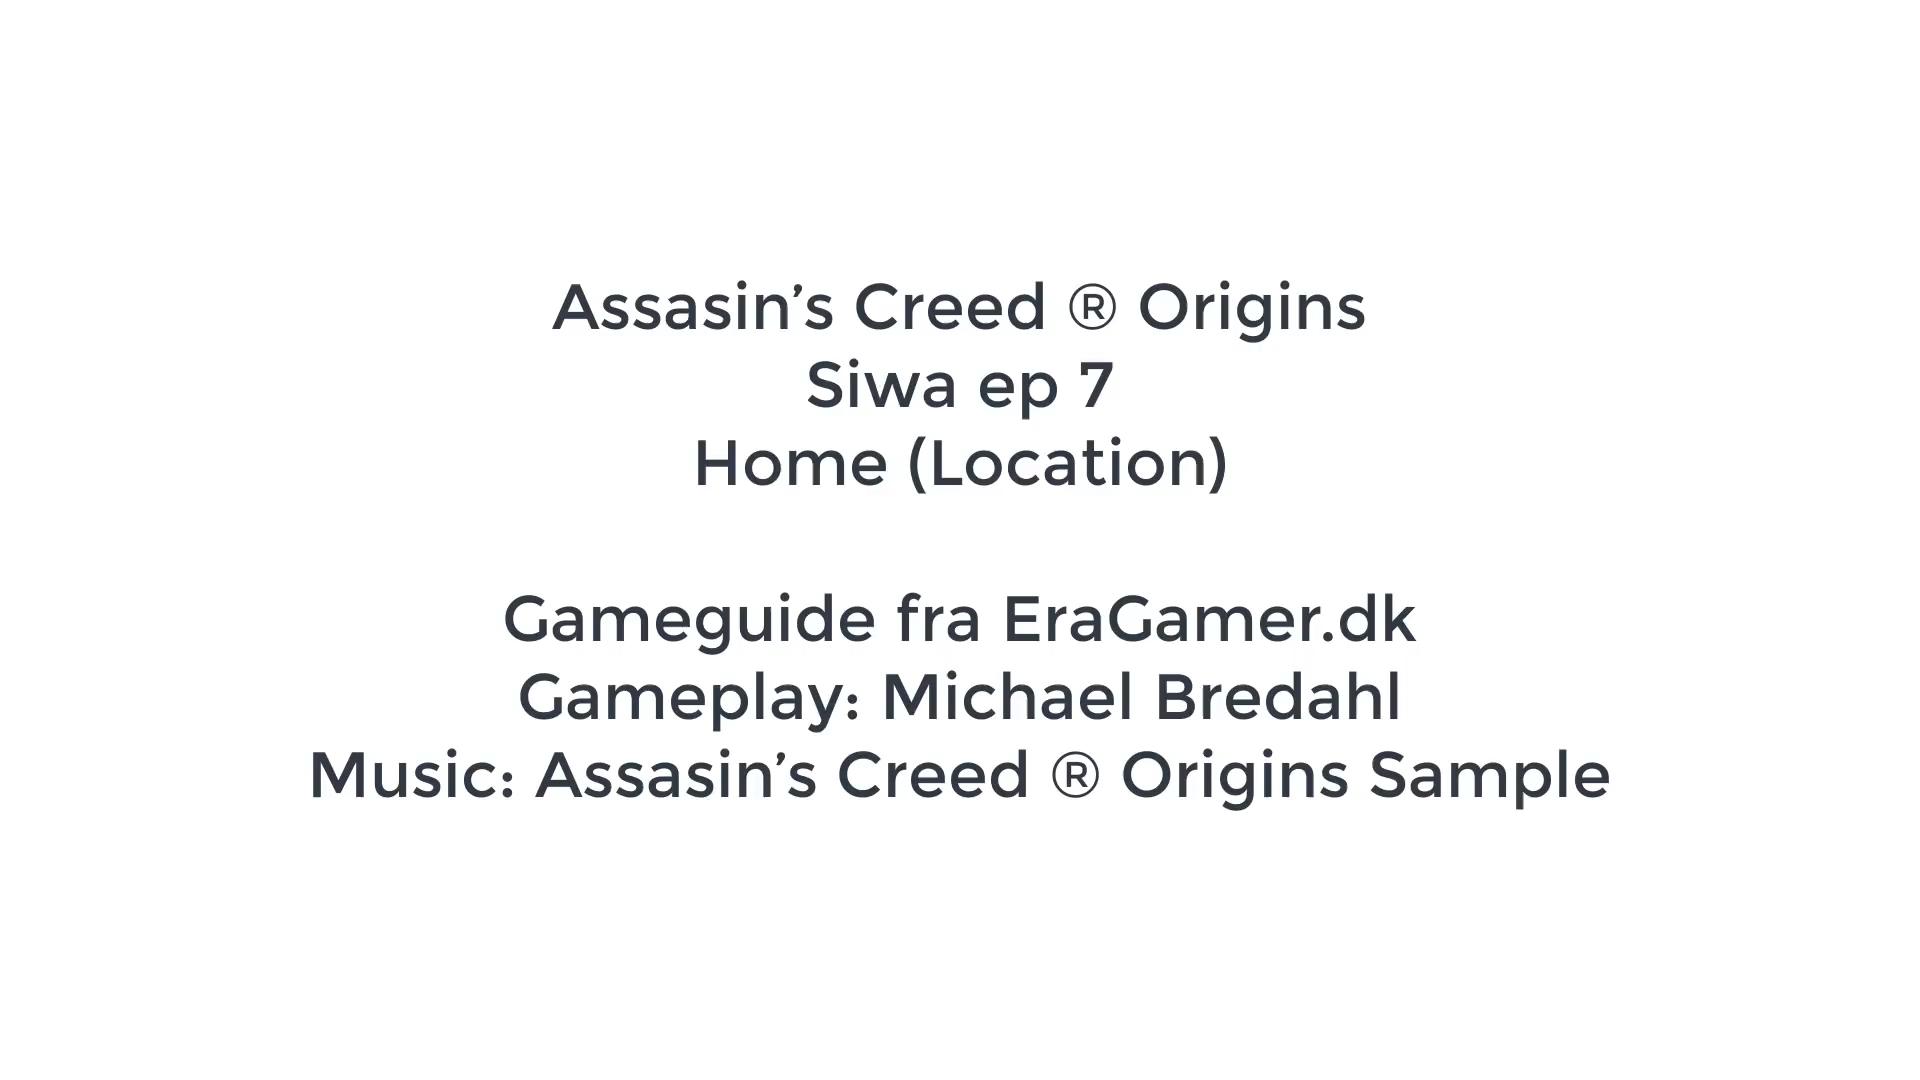 Assasin’s Creed ® Origins
Siwa ep 7
Home (Location)
Gameguide fra EraGamer.dk
Gameplay: Michael Bredahl
Music: Assasin’s Creed ® Origins Sample